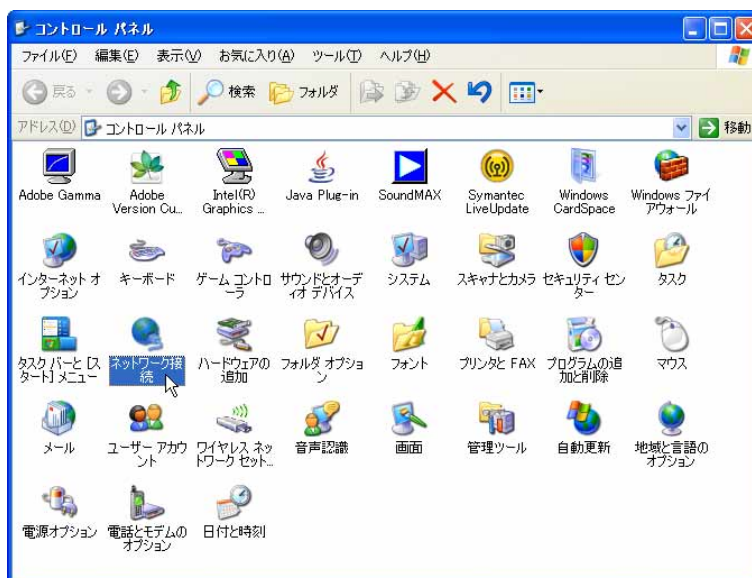 コントロール パネル
ファイル(F) 編集(E) 表示(V) お気に入り(A) ツール(T) ヘルプ(H)
戻る 検索 フォルダ
アドレス(D) コントロール パネル 移動
Adobe Gamma
Adobe
Version Cu...
Intel(R)
Graphics ...
Java Plug-in
SoundMAX
Symantec
LiveUpdate
Windows
CardSpace
Windows ファイ
アウォール
インターネット オ
プション
キーボード
ゲーム コントロ
ーラ
サウンドとオーデ
ィオ デバイス
システム
スキャナとカメラ
セキュリティ セン
ター
タスク
タスク バーと [ス
タート] メニュー
ネットワーク接
続
ハードウェアの
追加
フォルダ オプショ
ン
フォント
プリンタと FAX
プログラムの追
加と削除
マウス
メール
ユーザー アカウ
ント
ワイヤレス ネッ
トワーク セット...
音声認識
画面
管理ツール
自動更新
地域と言語の
オプション
電源オプション
電話とモデムの
オプション
日付と時刻